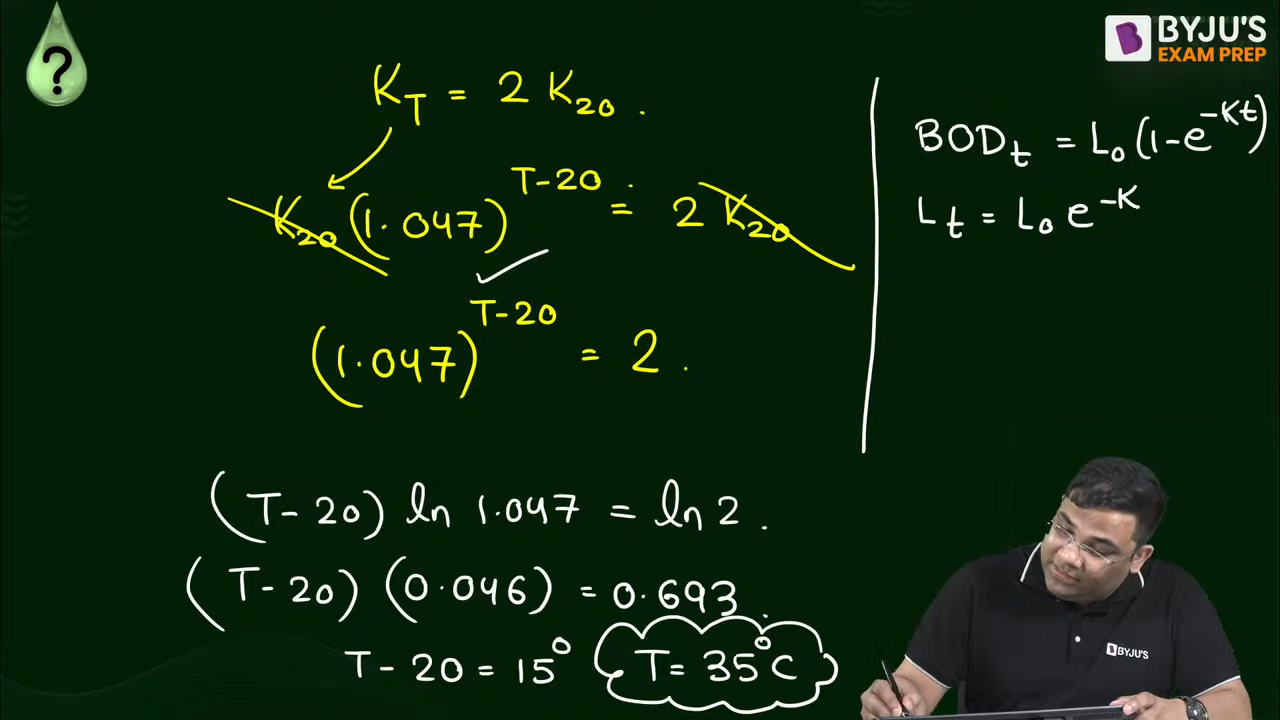 ?
BYJU'S
EXAM PREP
K_T = 2 K_20 .
K_20 (1.047)^(T-20) = 2 K_20
(1.047)^(T-20) = 2 .
(T-20) ln 1.047 = ln 2 .
(T-20) (0.046) = 0.693 .
T-20 = 15° T = 35°C
BOD_t = L_0 (1-e^(-Kt))
L_t = L_0 e^(-K)
BYJU'S